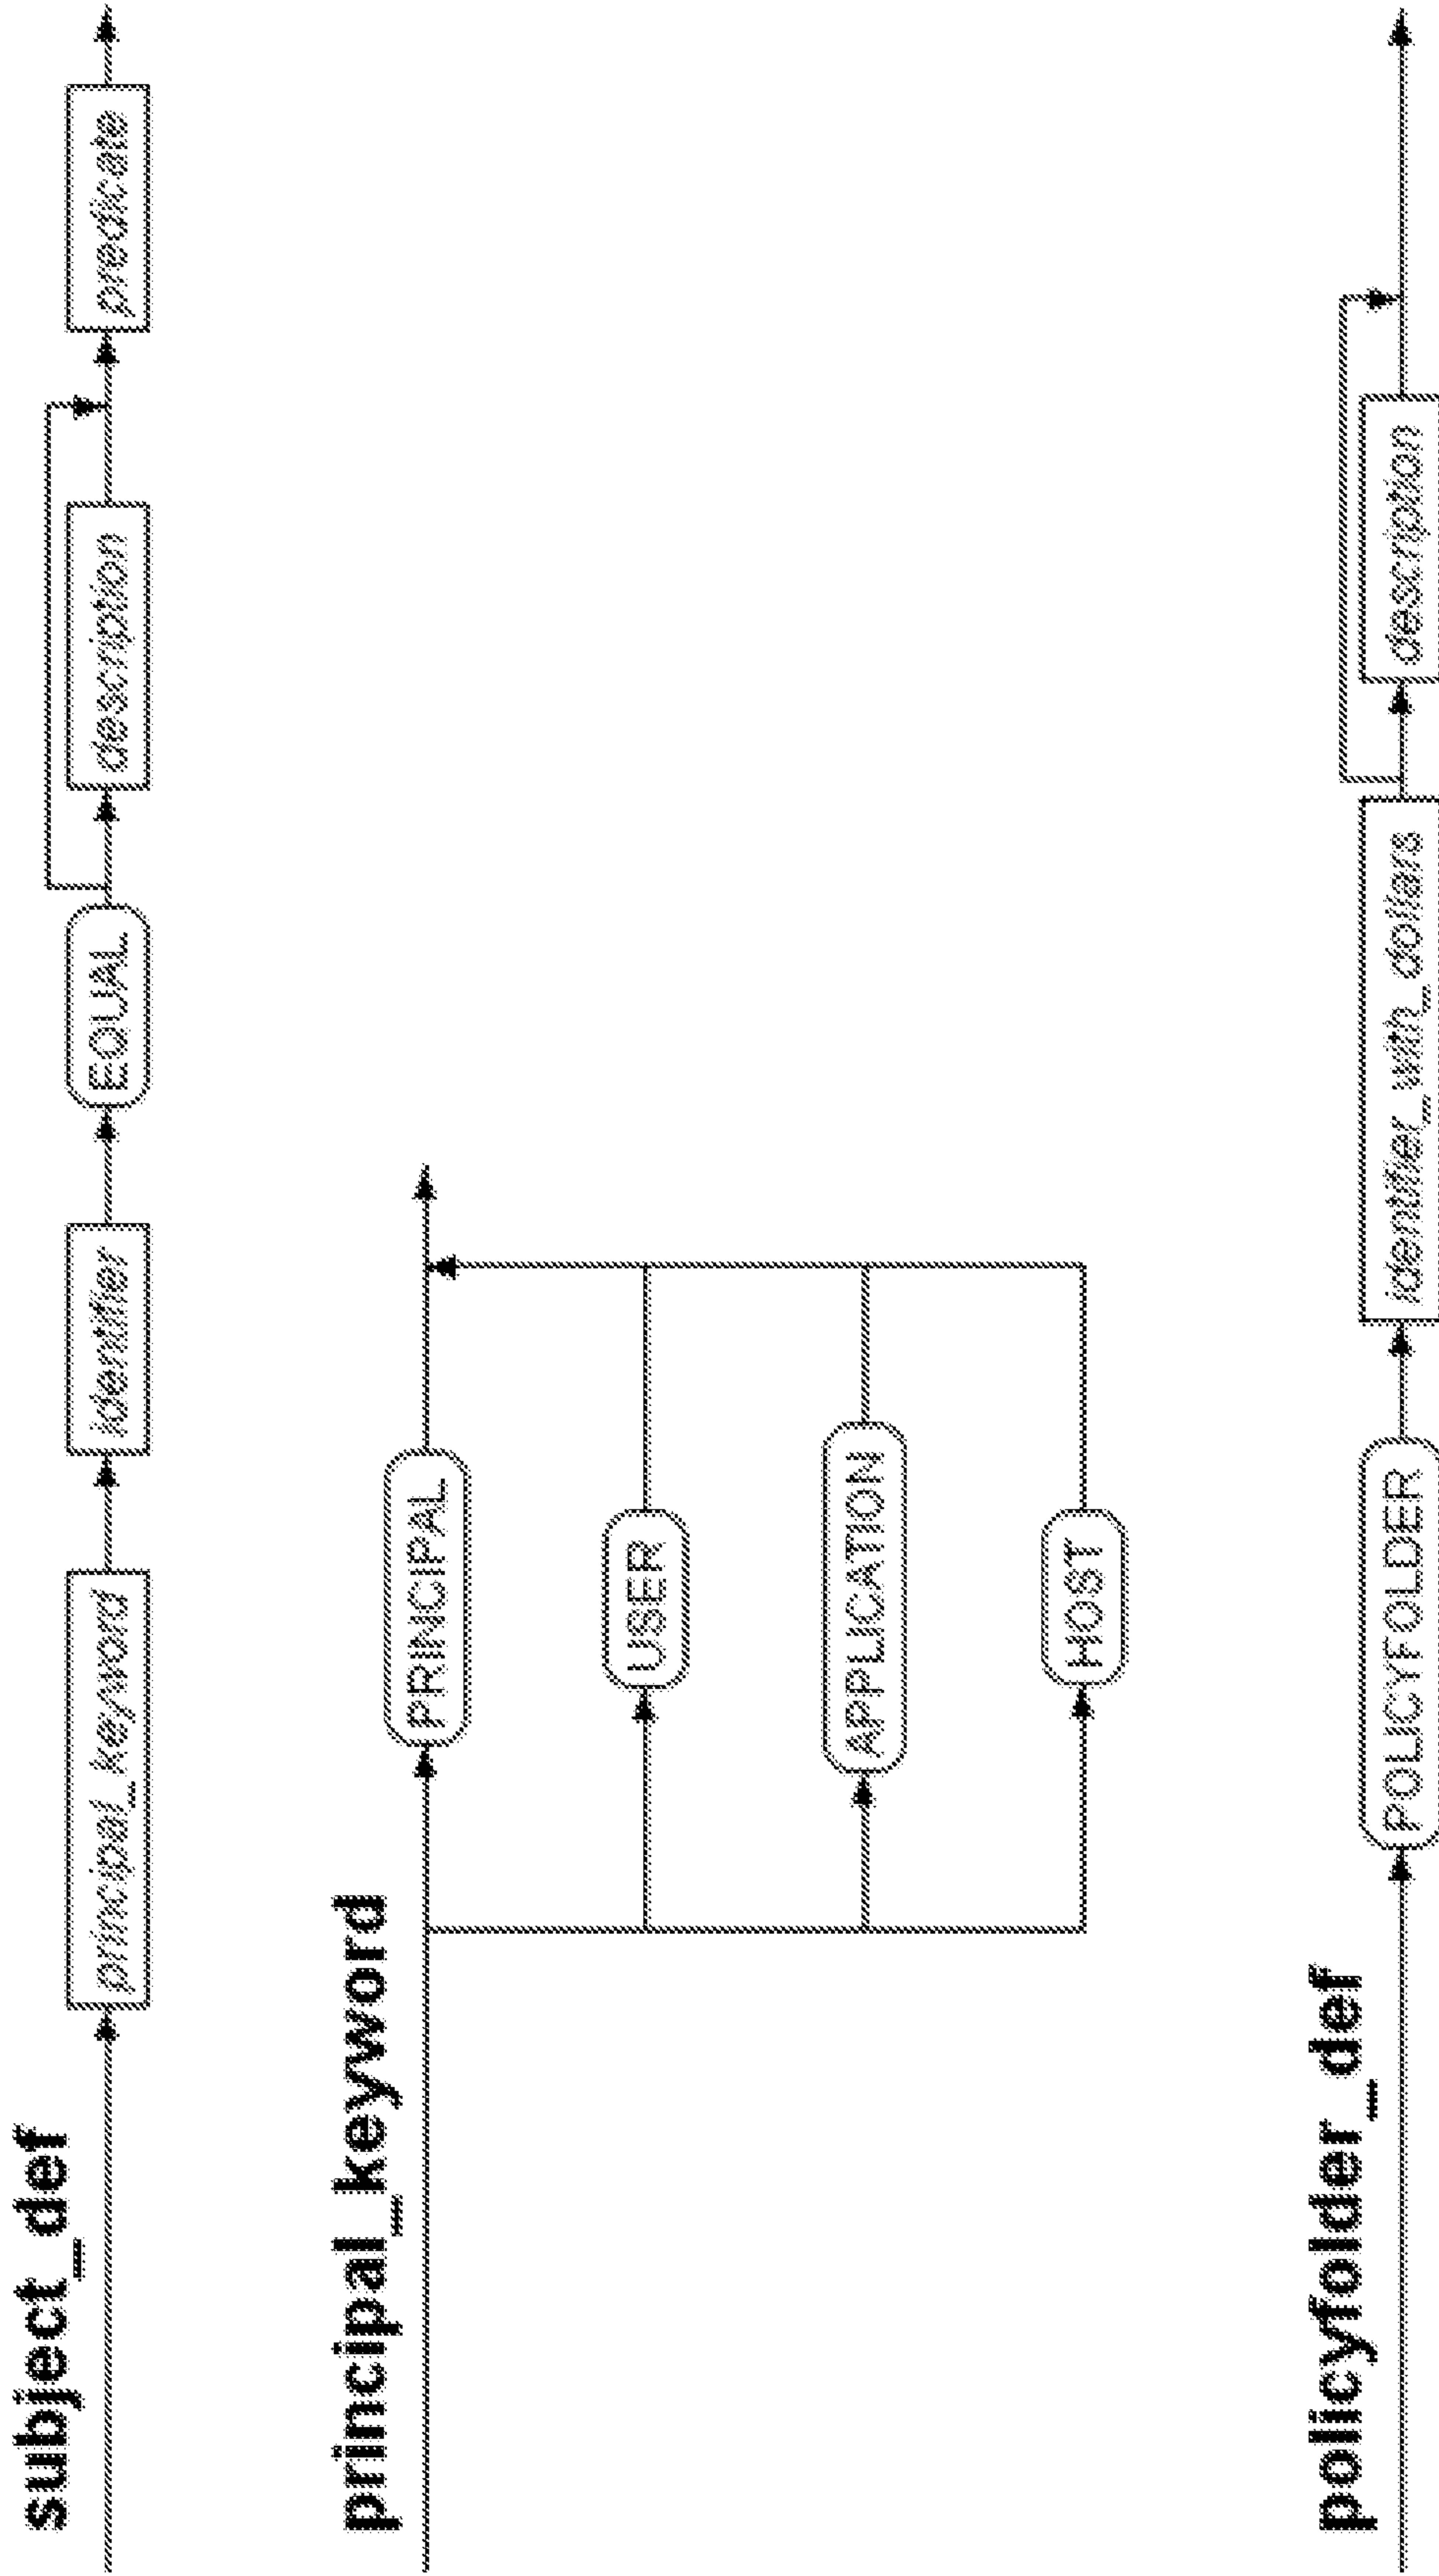 subject_def
principal_keyword identifier EQUAL description predicate
principal_keyword
PRINCIPAL
USER
APPLICATION
HOST
policyfolder_def
POLICYFOLDER identifier_with_dollars description